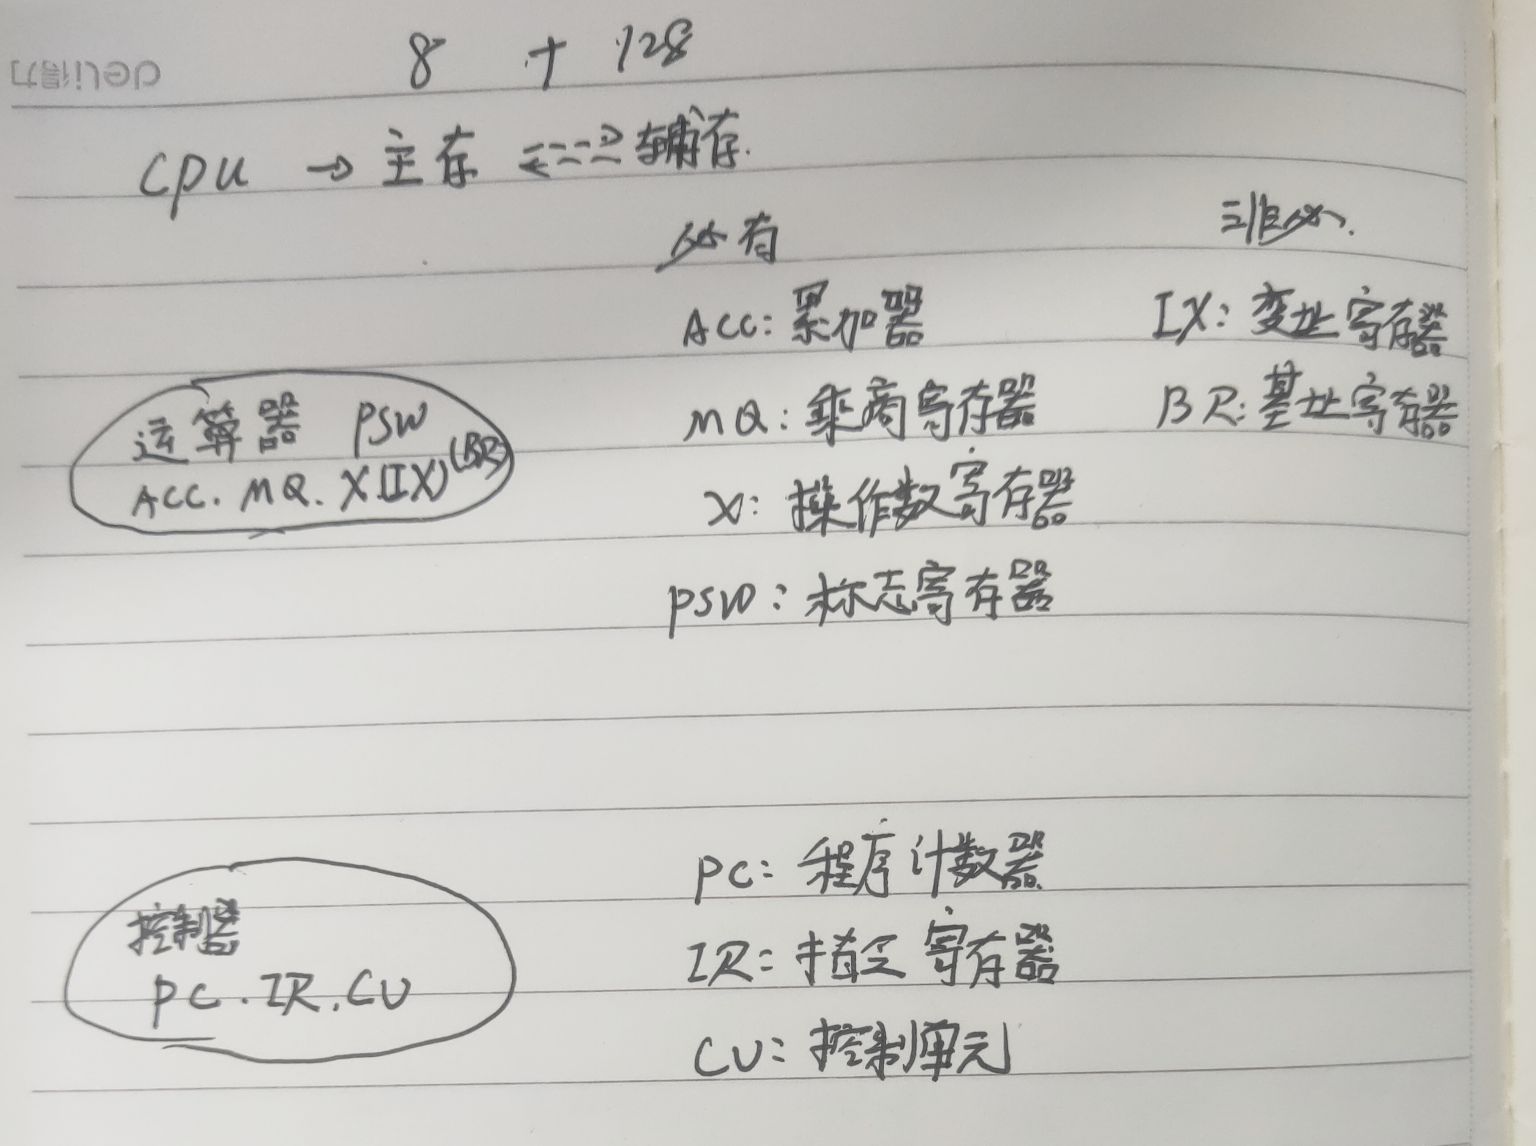 deli得力
8 + 128
CPU → 主存 ⇠⇢ 辅存.
必有 非必.
ACC: 累加器 IX: 变址寄存器
MQ: 乘商寄存器 BR: 基址寄存器
X: 操作数寄存器
PSW: 标志寄存器
运算器 PSW
ACC. MQ. X(IX) (BR)
PC: 程序计数器
IR: 指令寄存器
CU: 控制单元
控制器
PC. IR. CU